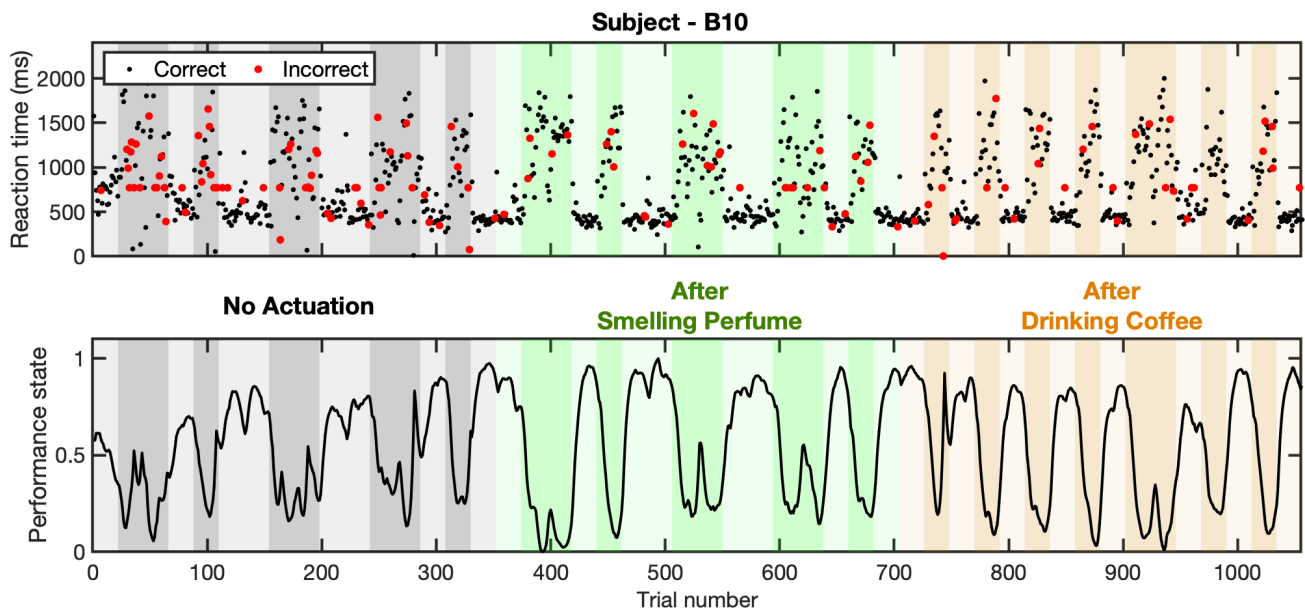 Subject - B10
Reaction time (ms)
2000
1500
1000
500
0
Correct
Incorrect
No Actuation
After
Smelling Perfume
After
Drinking Coffee
Performance state
1
0.5
0
0 100 200 300 400 500 600 700 800 900 1000
Trial number